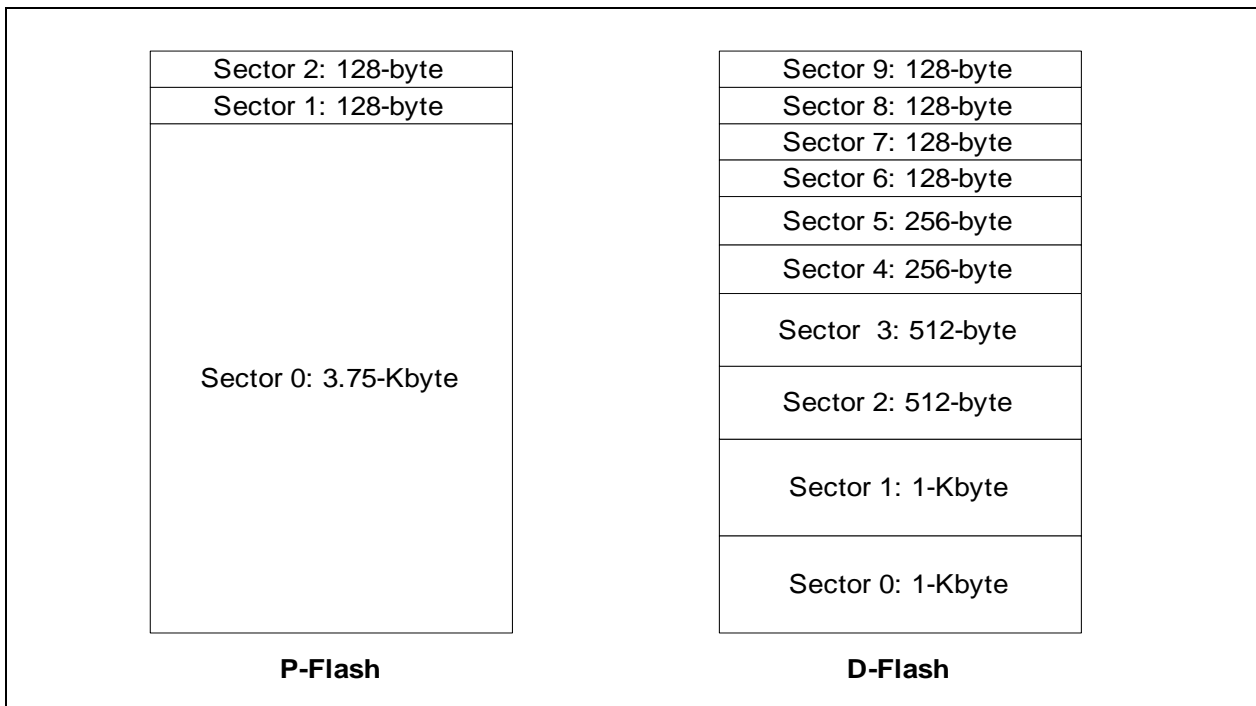 Sector 2: 128-byte
Sector 1: 128-byte
Sector 0: 3.75-Kbyte
P-Flash
Sector 9: 128-byte
Sector 8: 128-byte
Sector 7: 128-byte
Sector 6: 128-byte
Sector 5: 256-byte
Sector 4: 256-byte
Sector 3: 512-byte
Sector 2: 512-byte
Sector 1: 1-Kbyte
Sector 0: 1-Kbyte
D-Flash